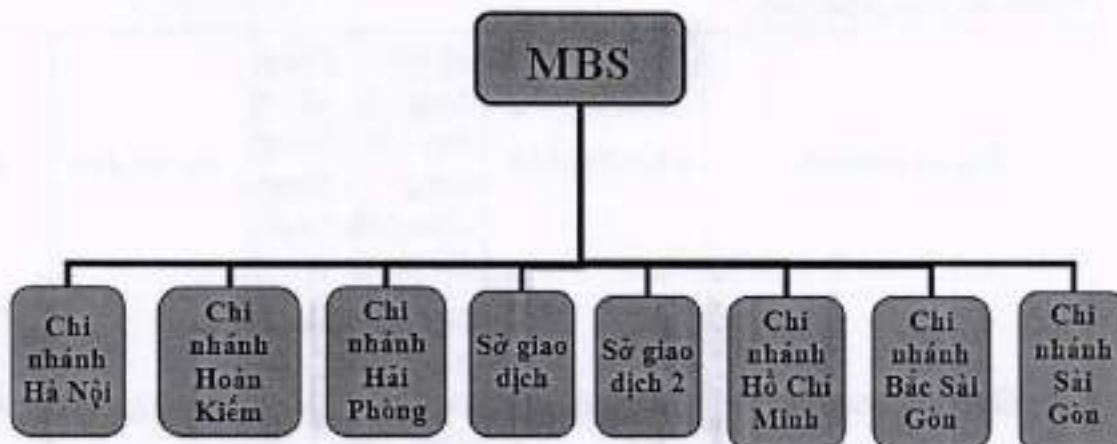 MBS
Chi
nhánh
Hà Nội
Chi
nhánh
Hoàn
Kiếm
Chi
nhánh
Hải
Phòng
Sở giao
dịch
Sở giao
dịch 2
Chi
nhánh
Hồ Chí
Minh
Chi
nhánh
Bắc Sài
Gòn
Chi
nhánh
Sài
Gòn